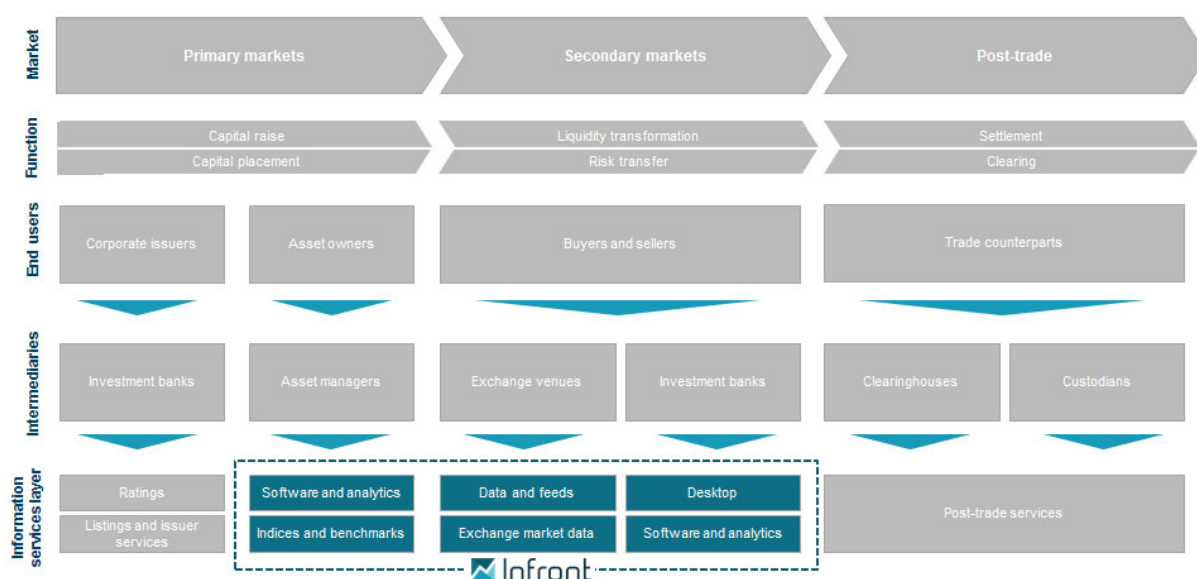 Market
Primary markets
Secondary markets
Post-trade
Function
Capital raise
Liquidity transformation
Settlement
Capital placement
Risk transfer
Clearing
End users
Corporate issuers
Asset owners
Buyers and sellers
Trade counterparts
Intermediaries
Investment banks
Asset managers
Exchange venues
Investment banks
Clearinghouses
Custodians
Information
services layer
Ratings
Software and analytics
Data and feeds
Desktop
Post-trade services
Listings and issuer
services
Indices and benchmarks
Exchange market data
Software and analytics
Infront